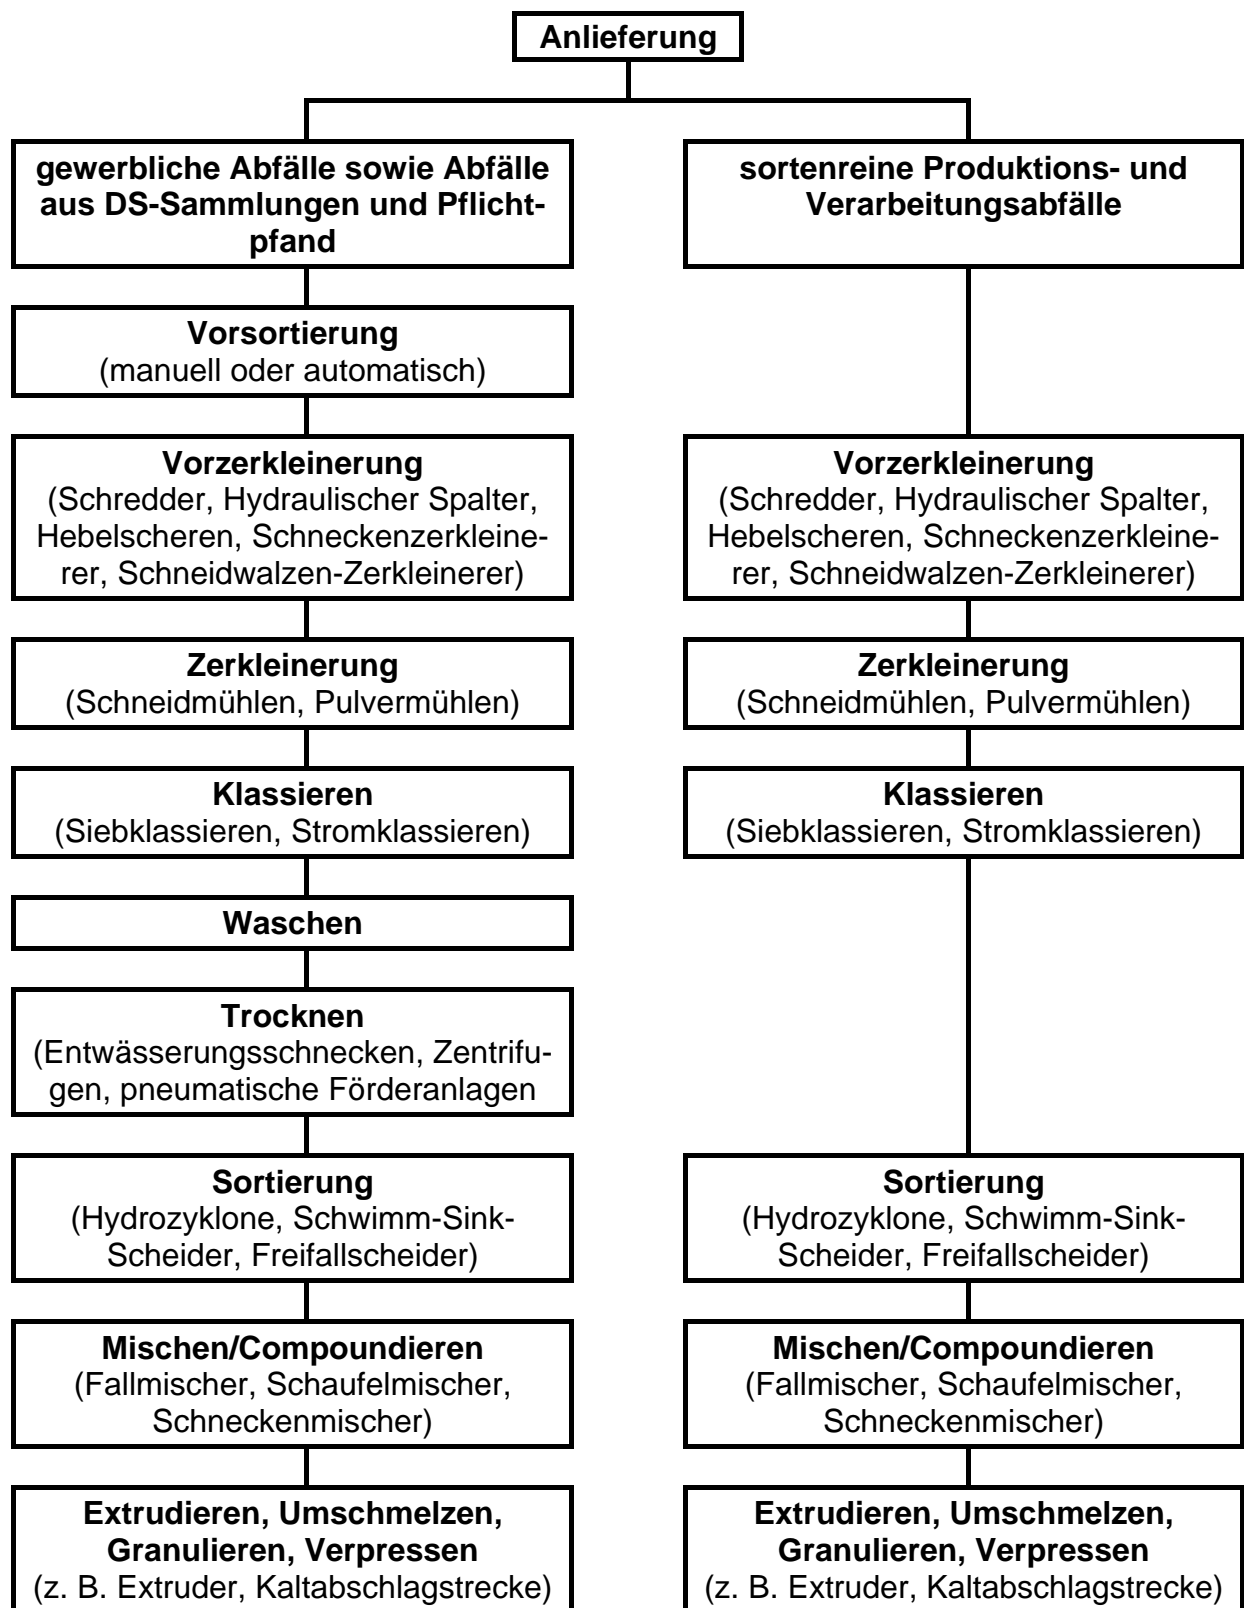 Anlieferung
gewerbliche Abfälle sowie Abfälle
aus DS-Sammlungen und Pflicht-
pfand
Vorsortierung
(manuell oder automatisch)
Vorzerkleinerung
(Schredder, Hydraulischer Spalter,
Hebelscheren, Schneckenzerkleine-
rer, Schneidwalzen-Zerkleinerer)
Zerkleinerung
(Schneidmühlen, Pulvermühlen)
Klassieren
(Siebklassieren, Stromklassieren)
Waschen
Trocknen
(Entwässerungsschnecken, Zentrifu-
gen, pneumatische Förderanlagen
Sortierung
(Hydrozyklone, Schwimm-Sink-
Scheider, Freifallscheider)
Mischen/Compoundieren
(Fallmischer, Schaufelmischer,
Schneckenmischer)
Extrudieren, Umschmelzen,
Granulieren, Verpressen
(z. B. Extruder, Kaltabschlagstrecke)
sortenreine Produktions- und
Verarbeitungsabfälle
Vorzerkleinerung
(Schredder, Hydraulischer Spalter,
Hebelscheren, Schneckenzerkleine-
rer, Schneidwalzen-Zerkleinerer)
Zerkleinerung
(Schneidmühlen, Pulvermühlen)
Klassieren
(Siebklassieren, Stromklassieren)
Sortierung
(Hydrozyklone, Schwimm-Sink-
Scheider, Freifallscheider)
Mischen/Compoundieren
(Fallmischer, Schaufelmischer,
Schneckenmischer)
Extrudieren, Umschmelzen,
Granulieren, Verpressen
(z. B. Extruder, Kaltabschlagstrecke)